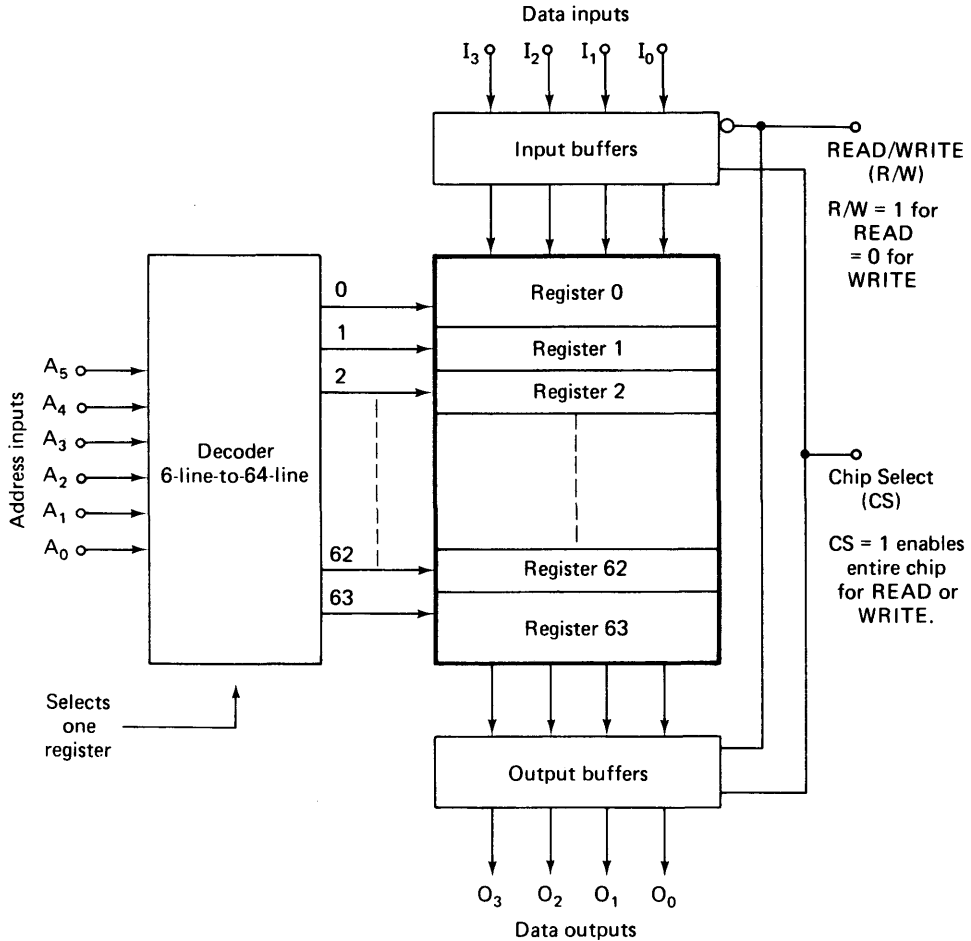 Data inputs
I₃ I₂ I₁ I₀
Input buffers
READ/WRITE
(R/W)
R/W = 1 for
READ
= 0 for
WRITE
0
1
2
62
63
Register 0
Register 1
Register 2
Register 62
Register 63
Address inputs
A₅
A₄
A₃
A₂
A₁
A₀
Decoder
6-line-to-64-line
Chip Select
(CS)
CS = 1 enables
entire chip
for READ or
WRITE.
Selects
one
register
Output buffers
O₃ O₂ O₁ O₀
Data outputs